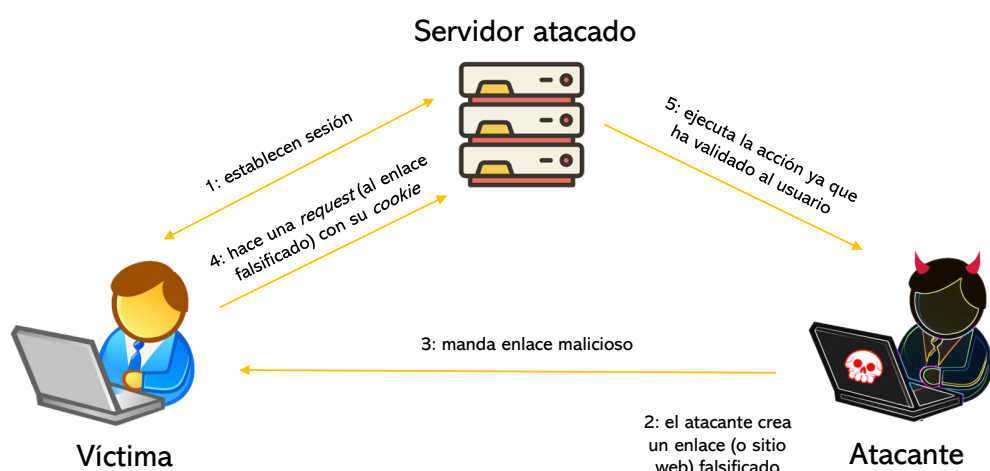 Servidor atacado
1: establecen sesión
4: hace una request (al enlace
falsificado) con su cookie
5: ejecuta la acción ya que
ha validado al usuario
3: manda enlace malicioso
2: el atacante crea
un enlace (o sitio
web) falsificado
Víctima
Atacante